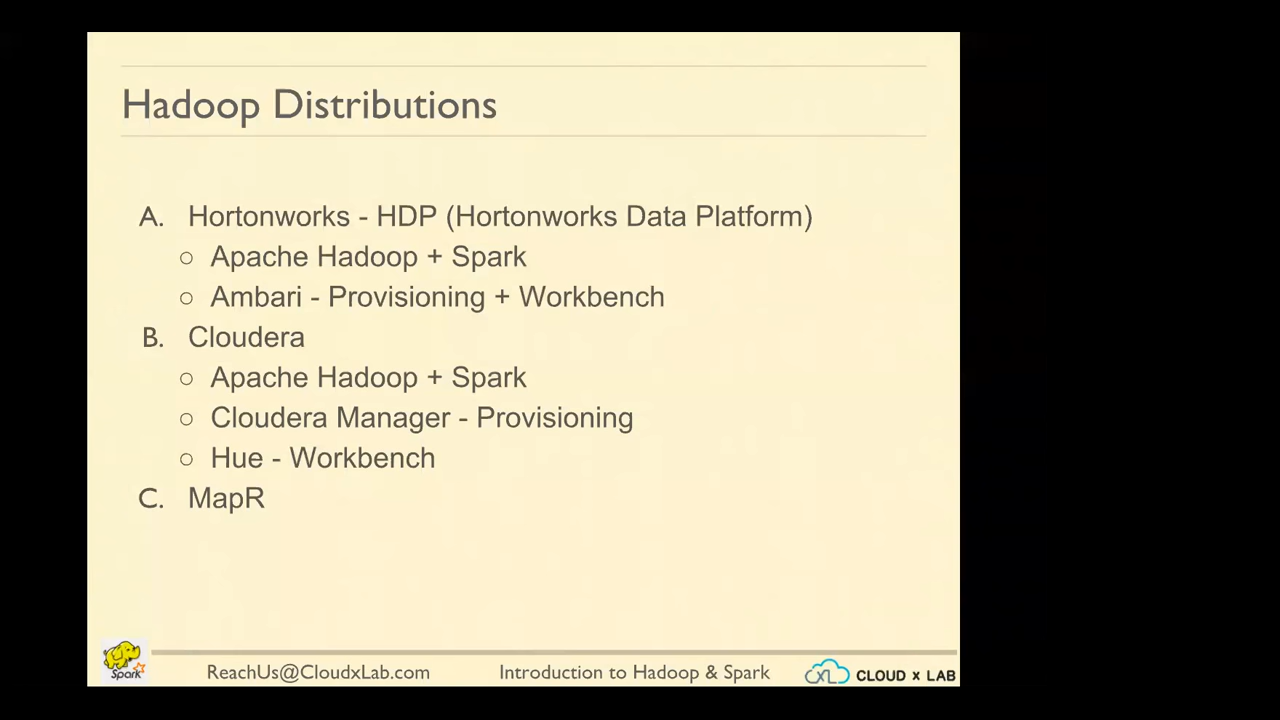 Hadoop Distributions
A. Hortonworks - HDP (Hortonworks Data Platform)
○ Apache Hadoop + Spark
○ Ambari - Provisioning + Workbench
B. Cloudera
○ Apache Hadoop + Spark
○ Cloudera Manager - Provisioning
○ Hue - Workbench
C. MapR
Spark
ReachUs@CloudxLab.com
Introduction to Hadoop & Spark
XL CLOUD x LAB